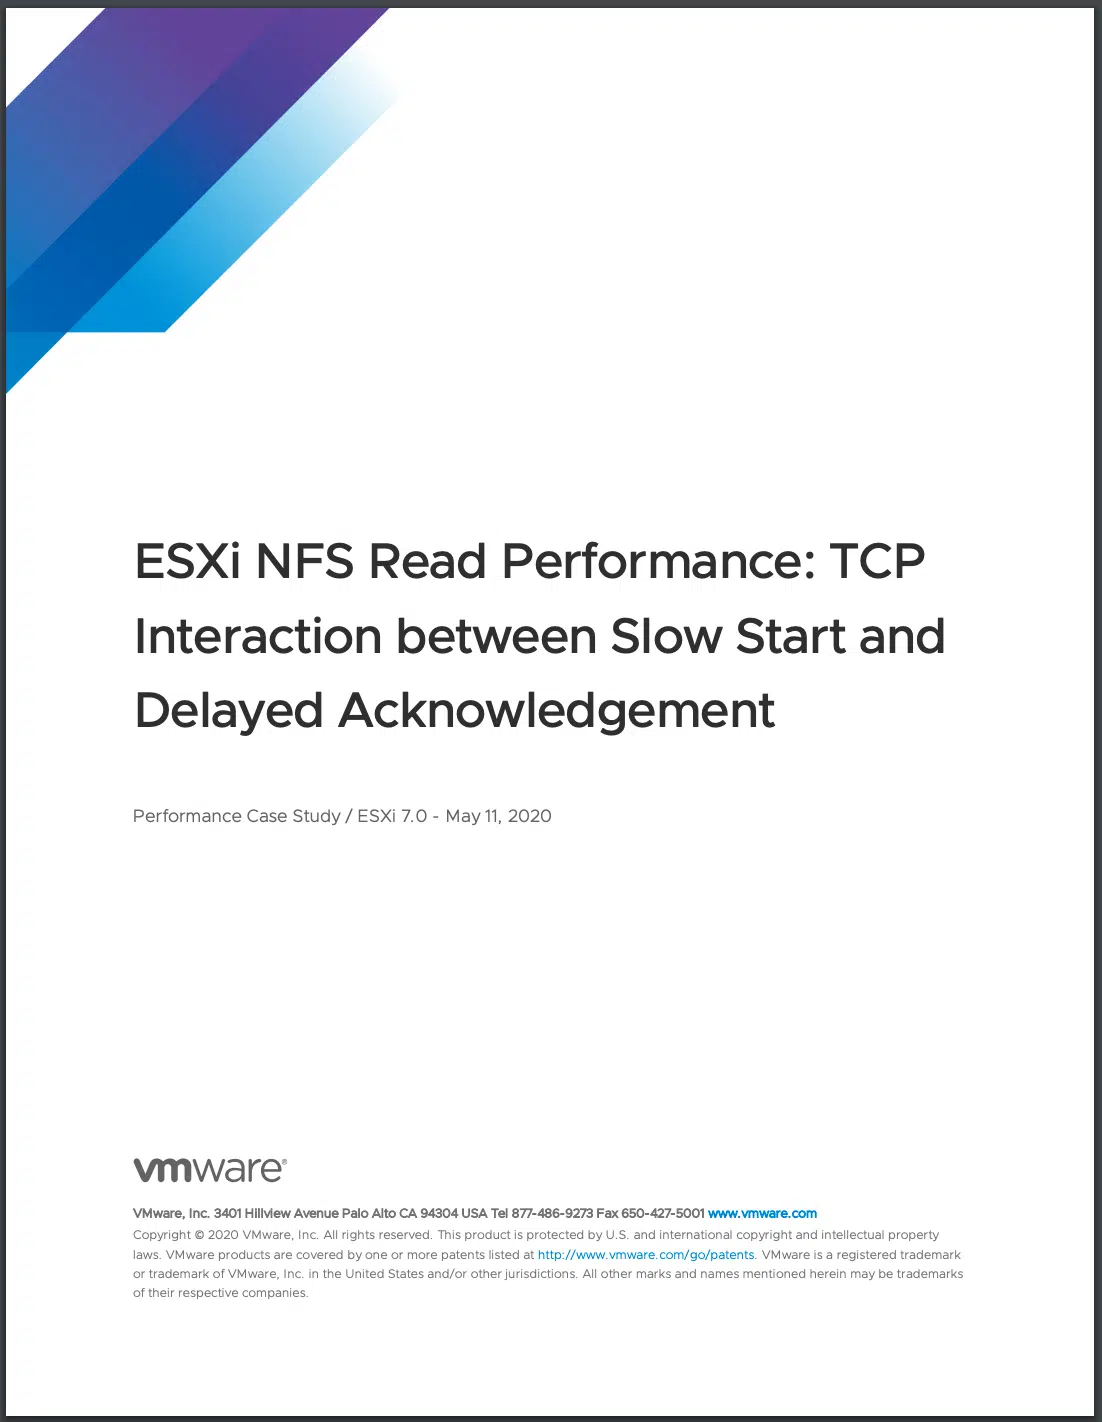 ESXi NFS Read Performance: TCP
Interaction between Slow Start and
Delayed Acknowledgement
Performance Case Study / ESXi 7.0 - May 11, 2020
vmware®
VMware, Inc. 3401 Hillview Avenue Palo Alto CA 94304 USA Tel 877-486-9273 Fax 650-427-5001 www.vmware.com
Copyright © 2020 VMware, Inc. All rights reserved. This product is protected by U.S. and international copyright and intellectual property
laws. VMware products are covered by one or more patents listed at http://www.vmware.com/go/patents. VMware is a registered trademark
or trademark of VMware, Inc. in the United States and/or other jurisdictions. All other marks and names mentioned herein may be trademarks
of their respective companies.